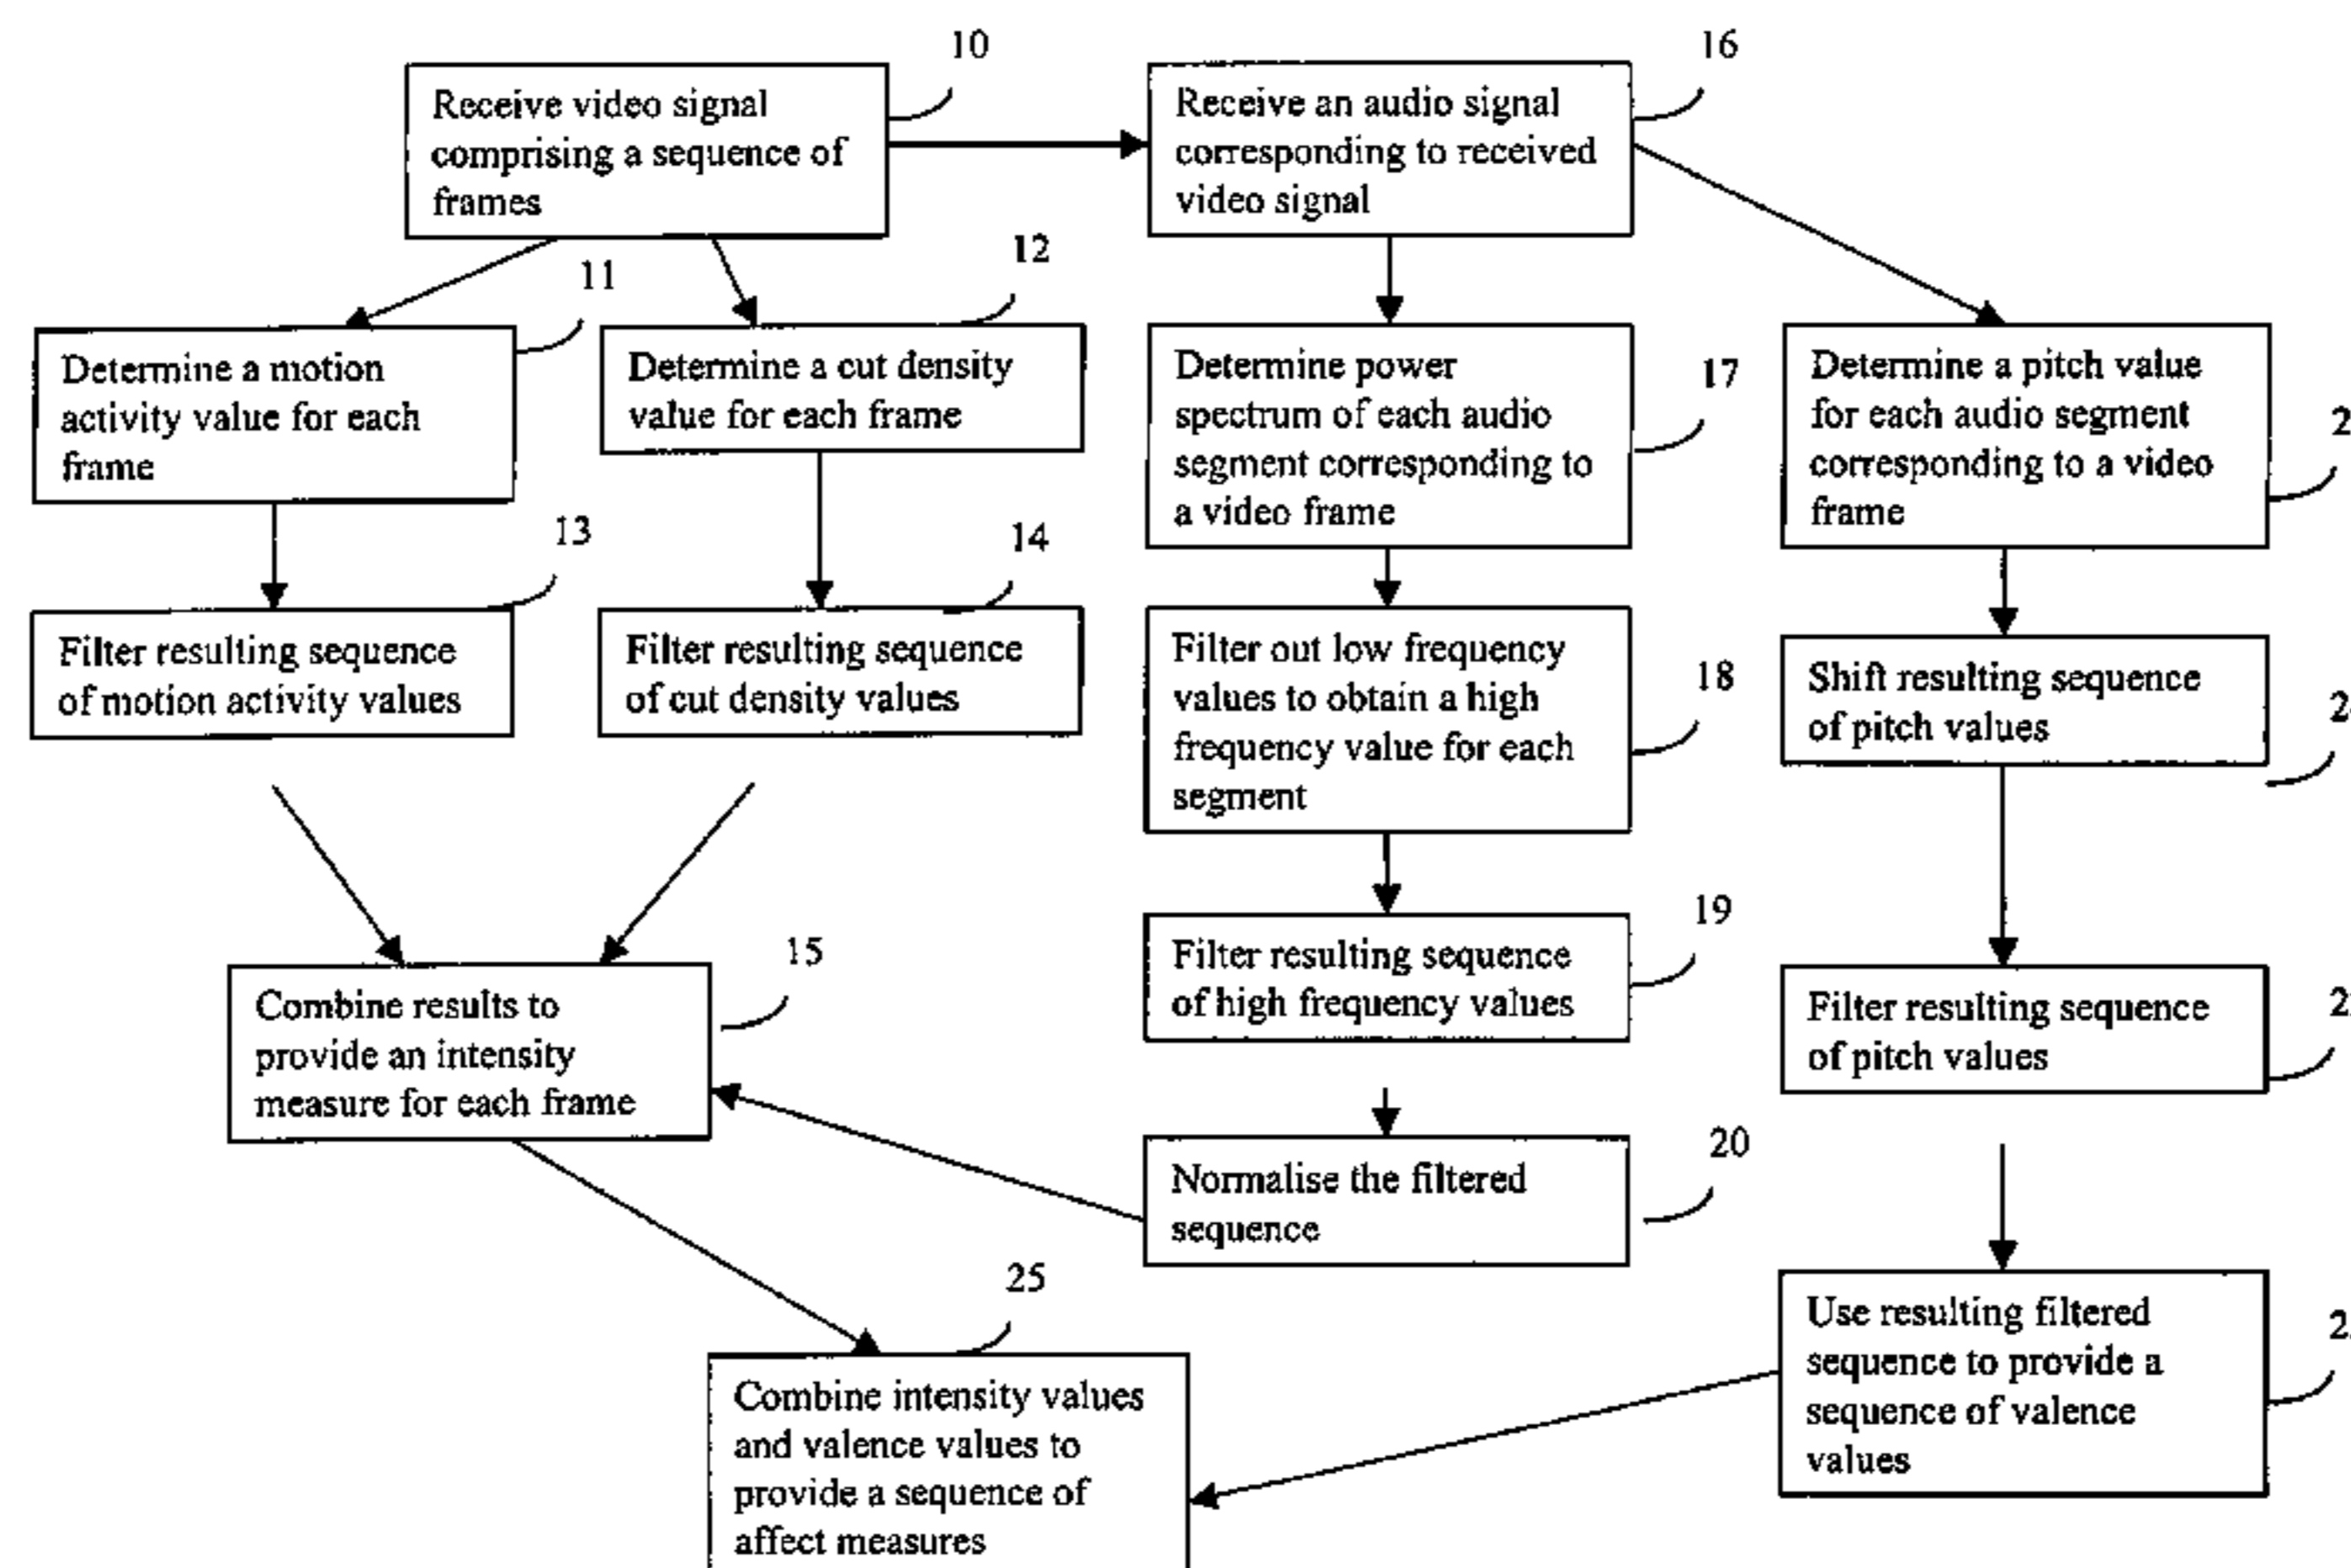 10
Receive video signal
comprising a sequence of
frames
16
Receive an audio signal
corresponding to received
video signal
11
Determine a motion
activity value for each
frame
12
Determine a cut density
value for each frame
17
Determine power
spectrum of each audio
segment corresponding to
a video frame
2
Determine a pitch value
for each audio segment
corresponding to a video
frame
13
Filter resulting sequence
of motion activity values
14
Filter resulting sequence
of cut density values
18
Filter out low frequency
values to obtain a high
frequency value for each
segment
2
Shift resulting sequence
of pitch values
19
Filter resulting sequence
of high frequency values
2
Filter resulting sequence
of pitch values
15
Combine results to
provide an intensity
measure for each frame
20
Normalise the filtered
sequence
2
Use resulting filtered
sequence to provide a
sequence of valence
values
25
Combine intensity values
and valence values to
provide a sequence of
affect measures